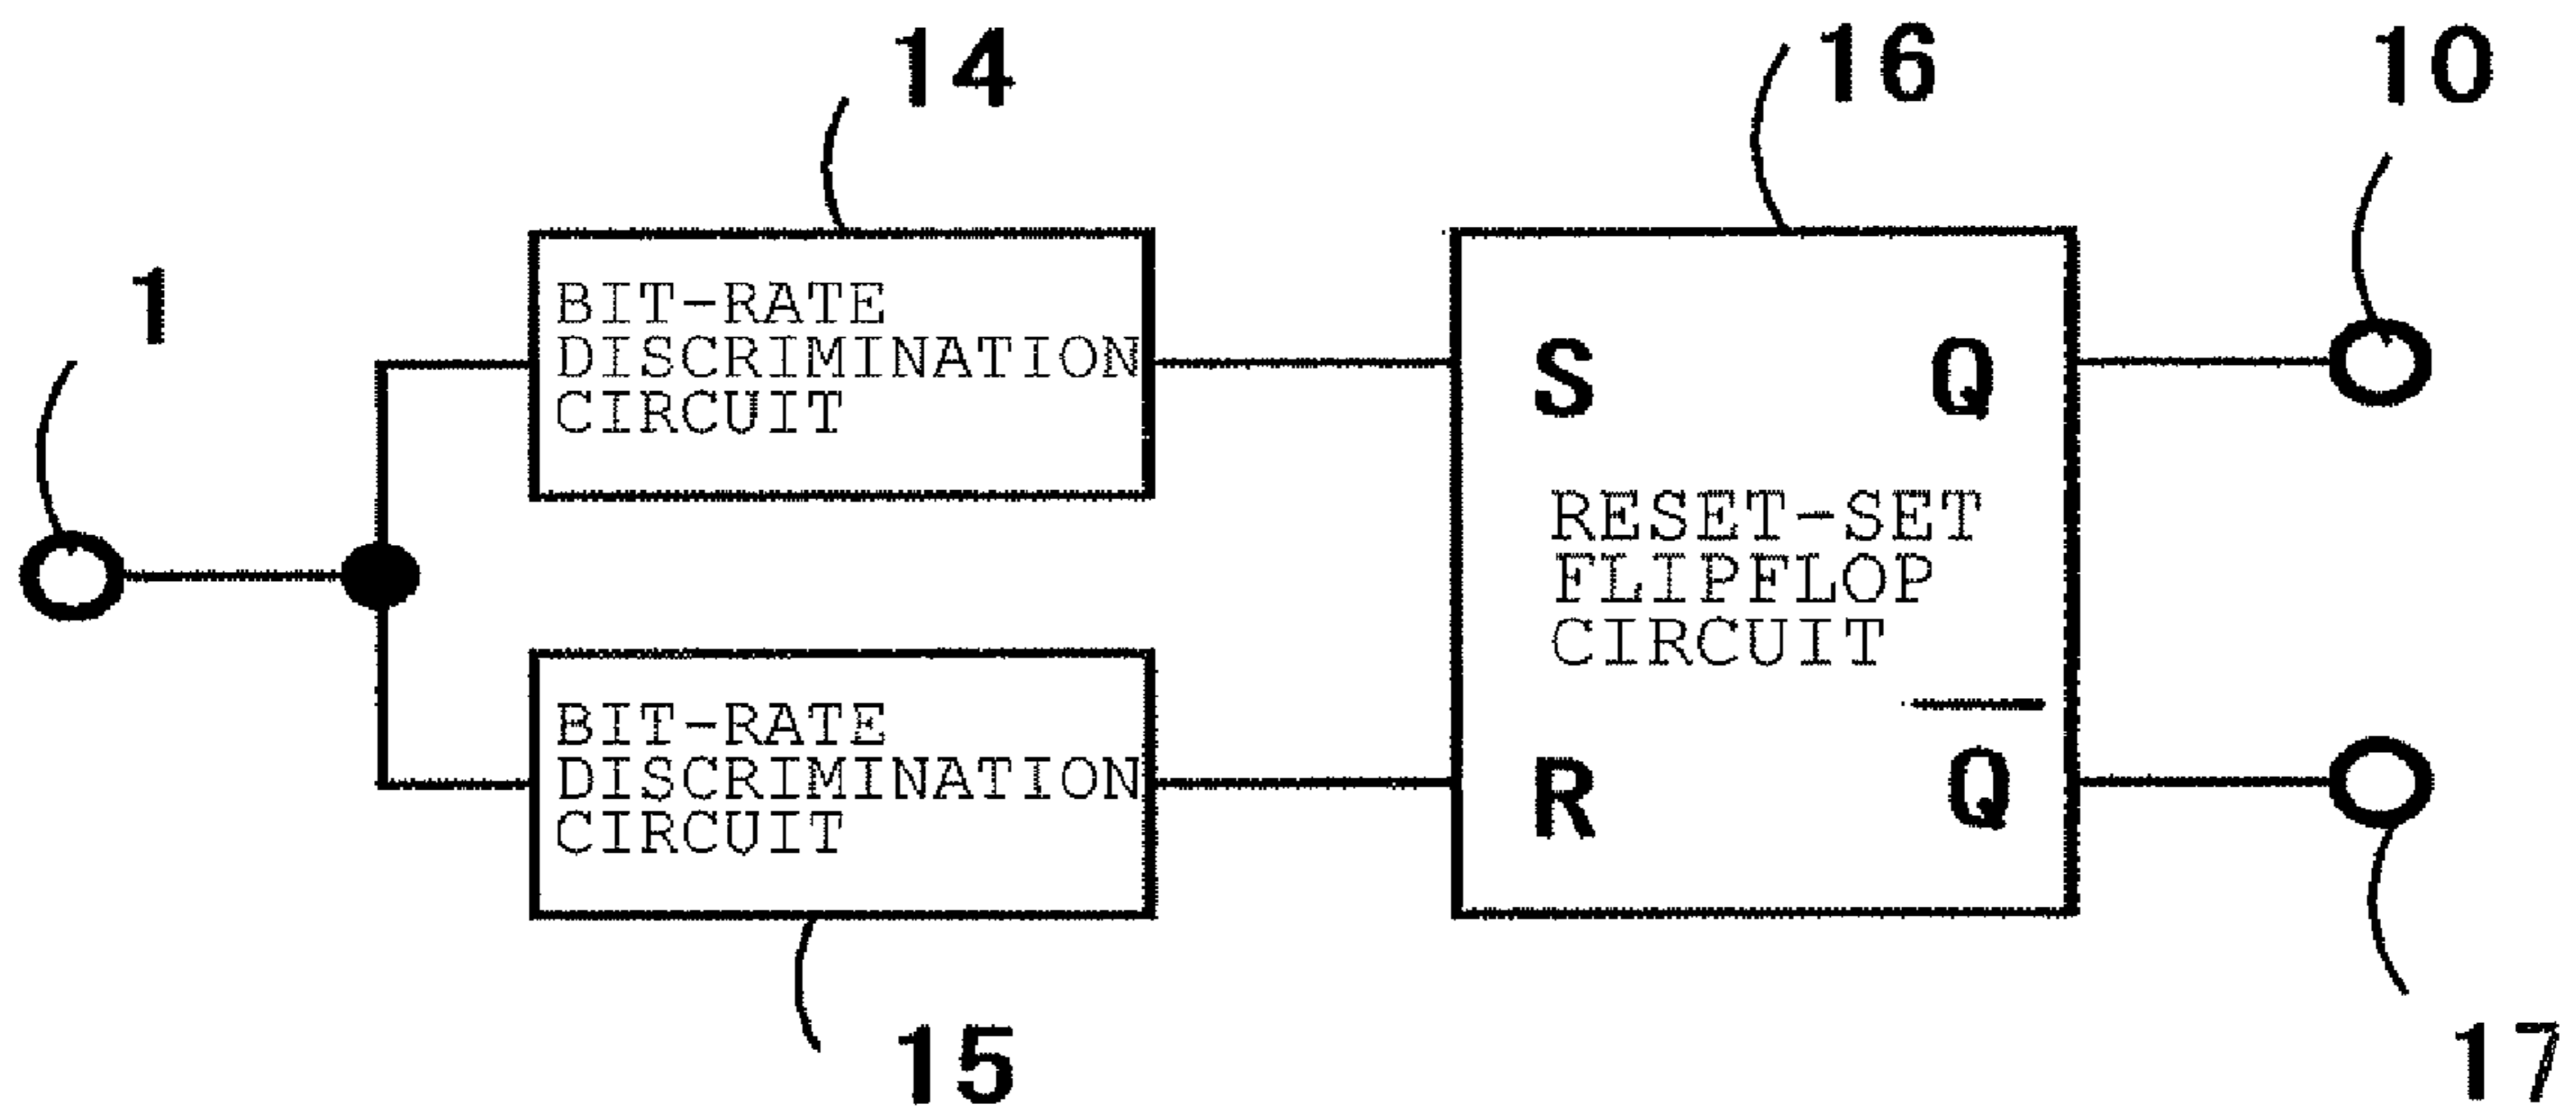 14
16
10
1
BIT-RATE
DISCRIMINATION
CIRCUIT
S
Q
RESET-SET
FLIPFLOP
CIRCUIT
BIT-RATE
DISCRIMINATION
CIRCUIT
R
Q̅
15
17